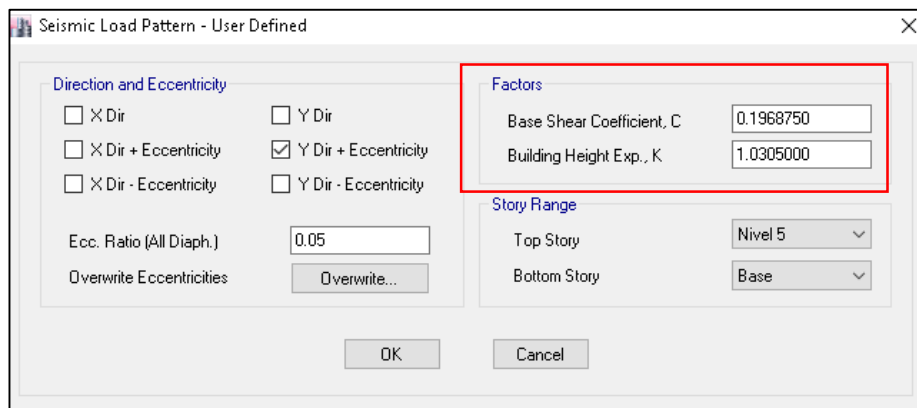 Seismic Load Pattern - User Defined
Direction and Eccentricity
X Dir
Y Dir
X Dir + Eccentricity
Y Dir + Eccentricity
X Dir - Eccentricity
Y Dir - Eccentricity
Ecc. Ratio (All Diaph.)
0.05
Overwrite Eccentricities
Overwrite...
Factors
Base Shear Coefficient, C
0.1968750
Building Height Exp., K
1.0305000
Story Range
Top Story
Nivel 5
Bottom Story
Base
OK
Cancel